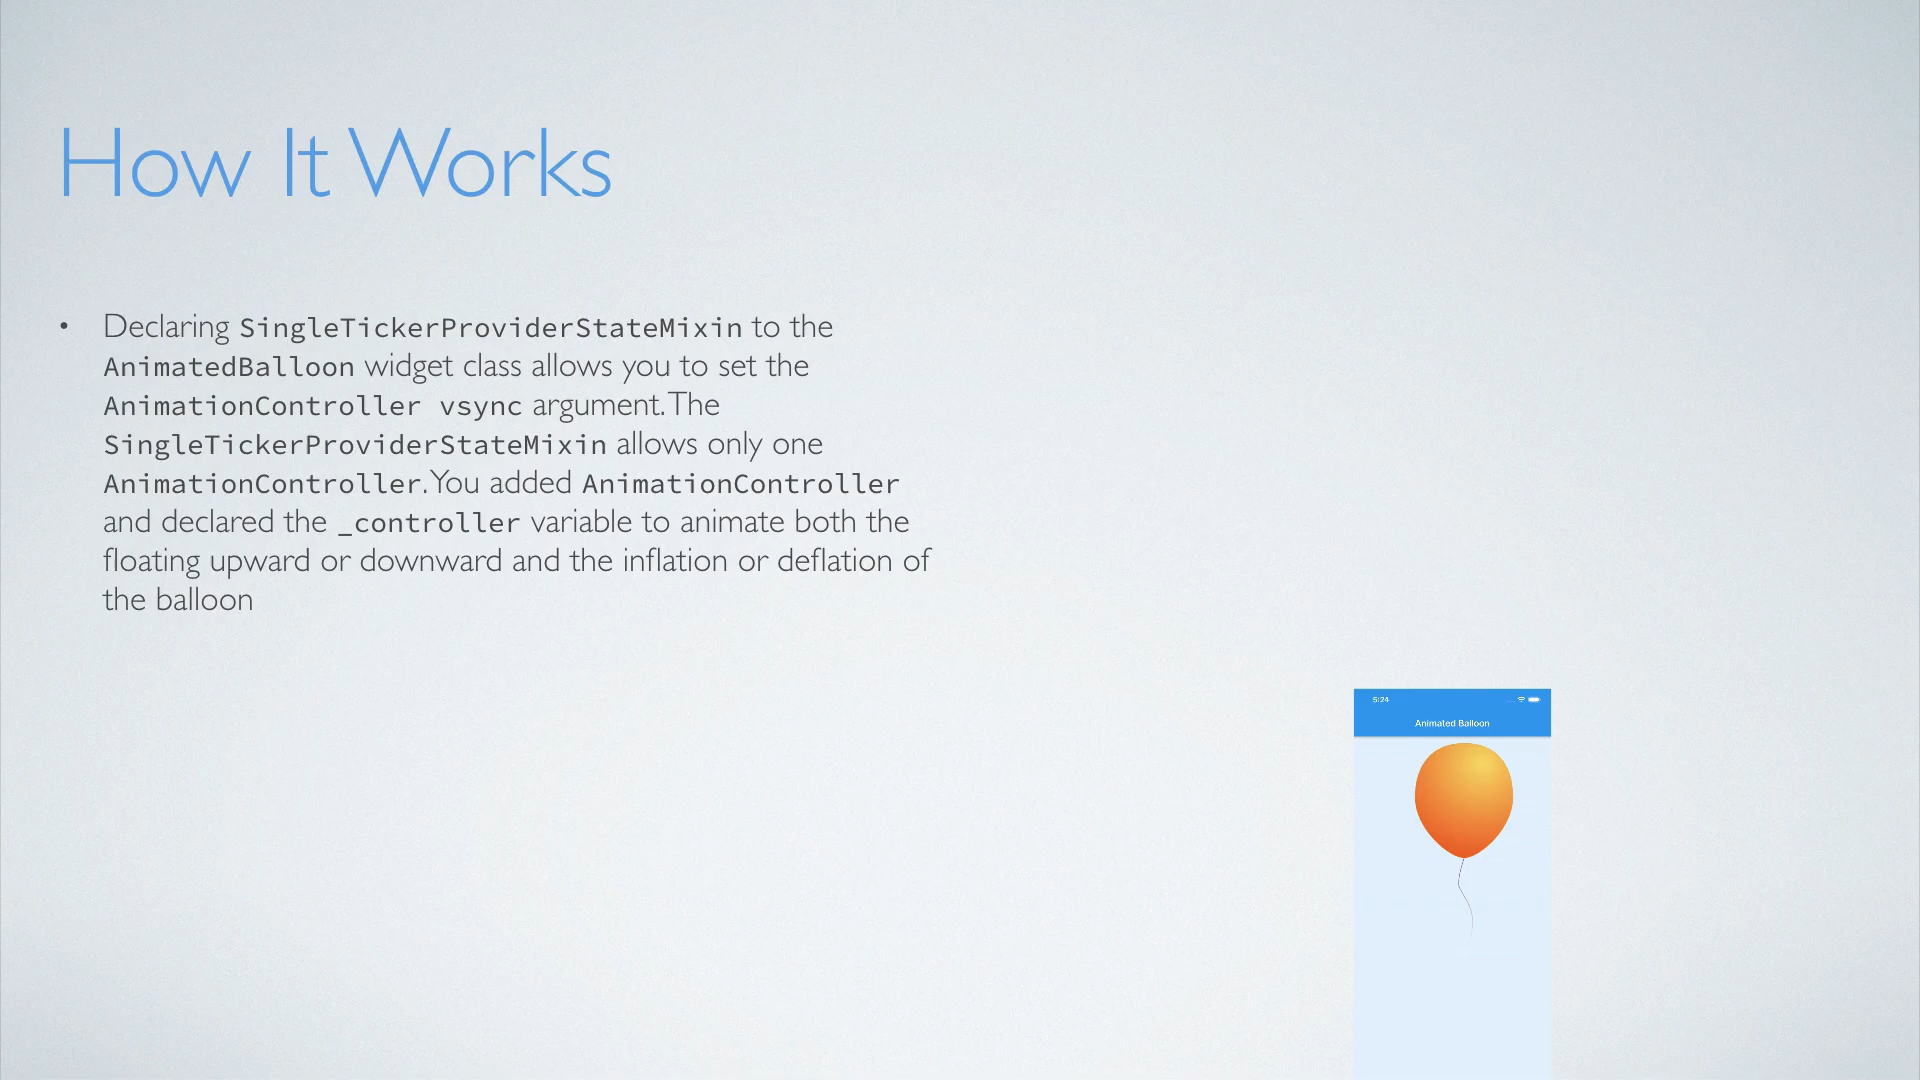 How It Works
• Declaring SingleTickerProviderStateMixin to the
AnimatedBalloon widget class allows you to set the
AnimationController vsync argument. The
SingleTickerProviderStateMixin allows only one
AnimationController. You added AnimationController
and declared the _controller variable to animate both the
floating upward or downward and the inflation or deflation of
the balloon
5:24
Animated Balloon